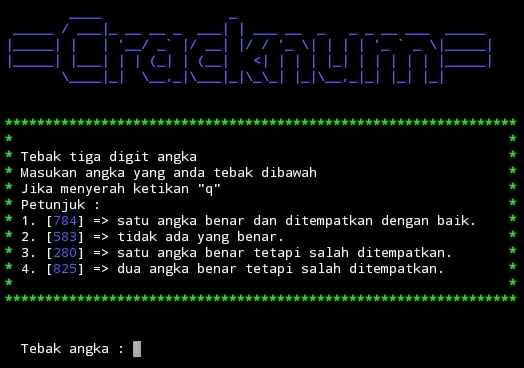 =Cracknum=
Tebak tiga digit angka
Masukan angka yang anda tebak dibawah
Jika menyerah ketikan "q"
Petunjuk :
1. [784] => satu angka benar dan ditempatkan dengan baik.
2. [583] => tidak ada yang benar.
3. [280] => satu angka benar tetapi salah ditempatkan.
4. [825] => dua angka benar tetapi salah ditempatkan.
Tebak angka :